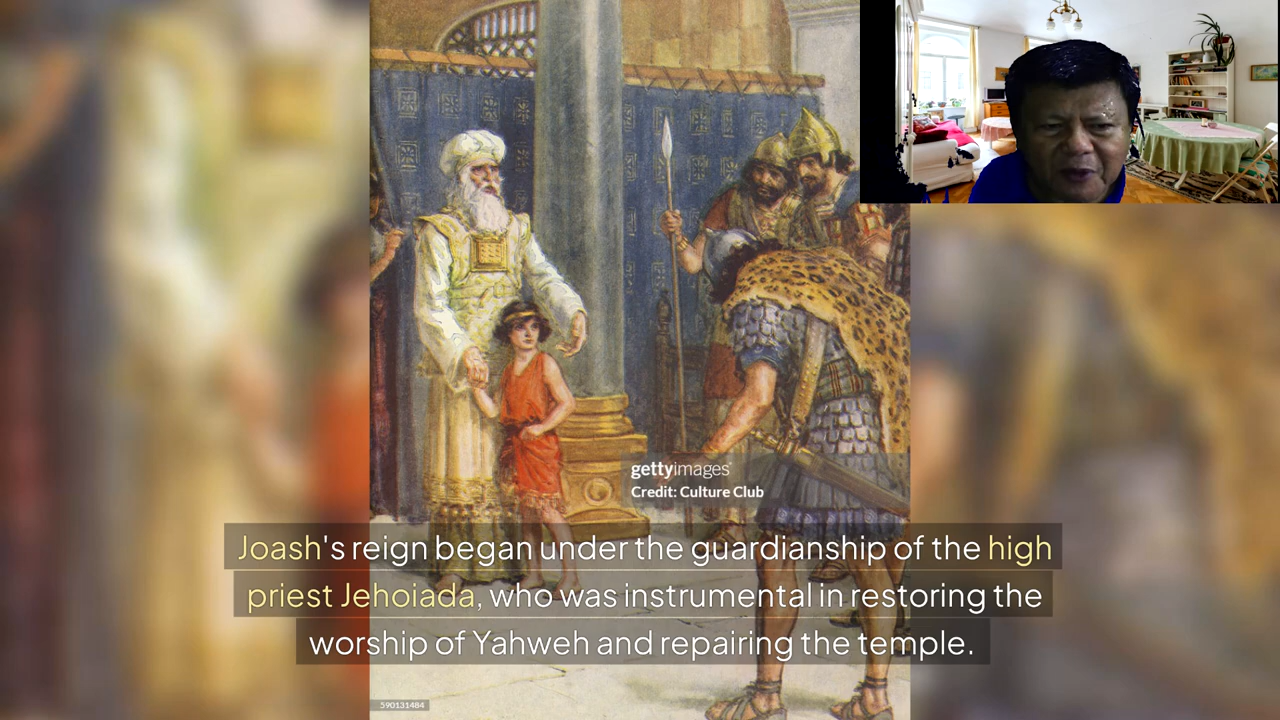 gettyimages®
Credit: Culture Club
Joash's reign began under the guardianship of the high
priest Jehoiada, who was instrumental in restoring the
worship of Yahweh and repairing the temple.
590131484